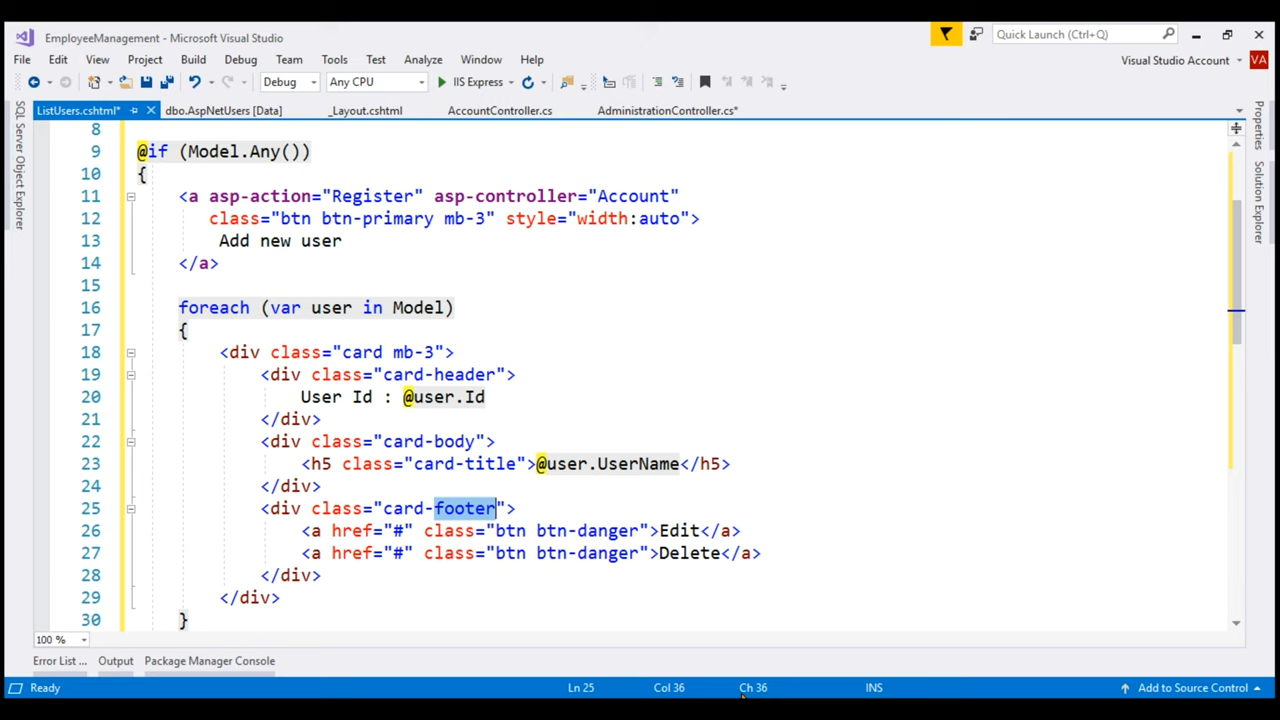 EmployeeManagement - Microsoft Visual Studio
Quick Launch (Ctrl+Q)
File Edit View Project Build Debug Team Tools Test Analyze Window Help
Visual Studio Account VA
Debug Any CPU IIS Express
ListUsers.cshtml* dbo.AspNetUsers [Data] _Layout.cshtml AccountController.cs AdministrationController.cs*
SQL Server Object Explorer
Properties
Solution Explorer
8
9 @if (Model.Any())
10 {
11 <a asp-action="Register" asp-controller="Account"
12 class="btn btn-primary mb-3" style="width:auto">
13 Add new user
14 </a>
15
16 foreach (var user in Model)
17 {
18 <div class="card mb-3">
19 <div class="card-header">
20 User Id : @user.Id
21 </div>
22 <div class="card-body">
23 <h5 class="card-title">@user.UserName</h5>
24 </div>
25 <div class="card-footer">
26 <a href="#" class="btn btn-danger">Edit</a>
27 <a href="#" class="btn btn-danger">Delete</a>
28 </div>
29 </div>
30 }
100 %
Error List ... Output Package Manager Console
Ready Ln 25 Col 36 Ch 36 INS Add to Source Control